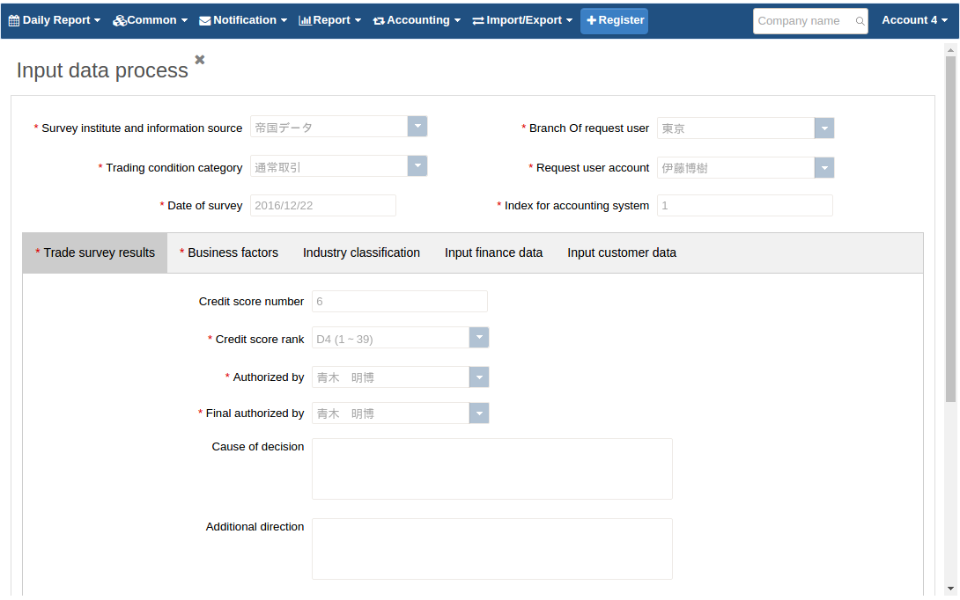 Daily Report Common Notification Report Accounting Import/Export Register Company name Account 4
Input data process
* Survey institute and information source 帝国データ * Branch Of request user 東京
* Trading condition category 通常取引 * Request user account 伊藤博樹
* Date of survey 2016/12/22 * Index for accounting system 1
* Trade survey results * Business factors Industry classification Input finance data Input customer data
Credit score number 6
* Credit score rank D4 (1－39)
* Authorized by 青木　明博
* Final authorized by 青木　明博
Cause of decision
Additional direction